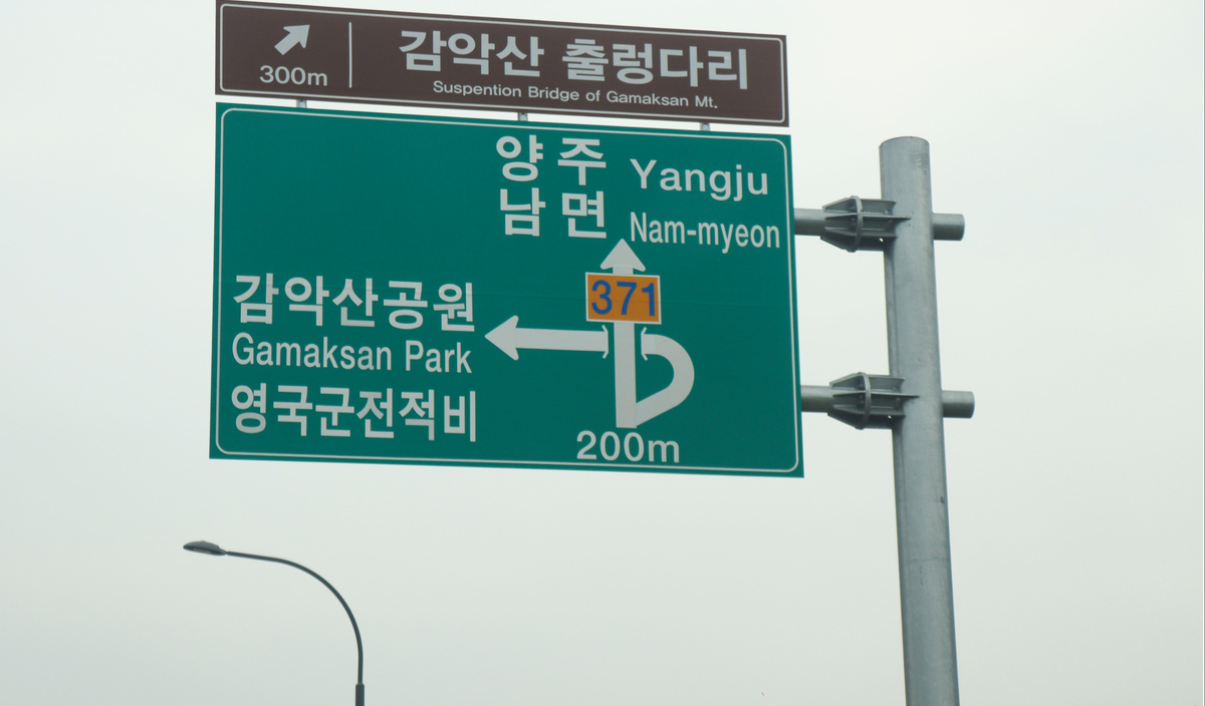 감악산 출렁다리
300m
Suspention Bridge of Gamaksan Mt.
양주 Yangju
남면 Nam-myeon
371
감악산공원
Gamaksan Park
영국군전적비
200m